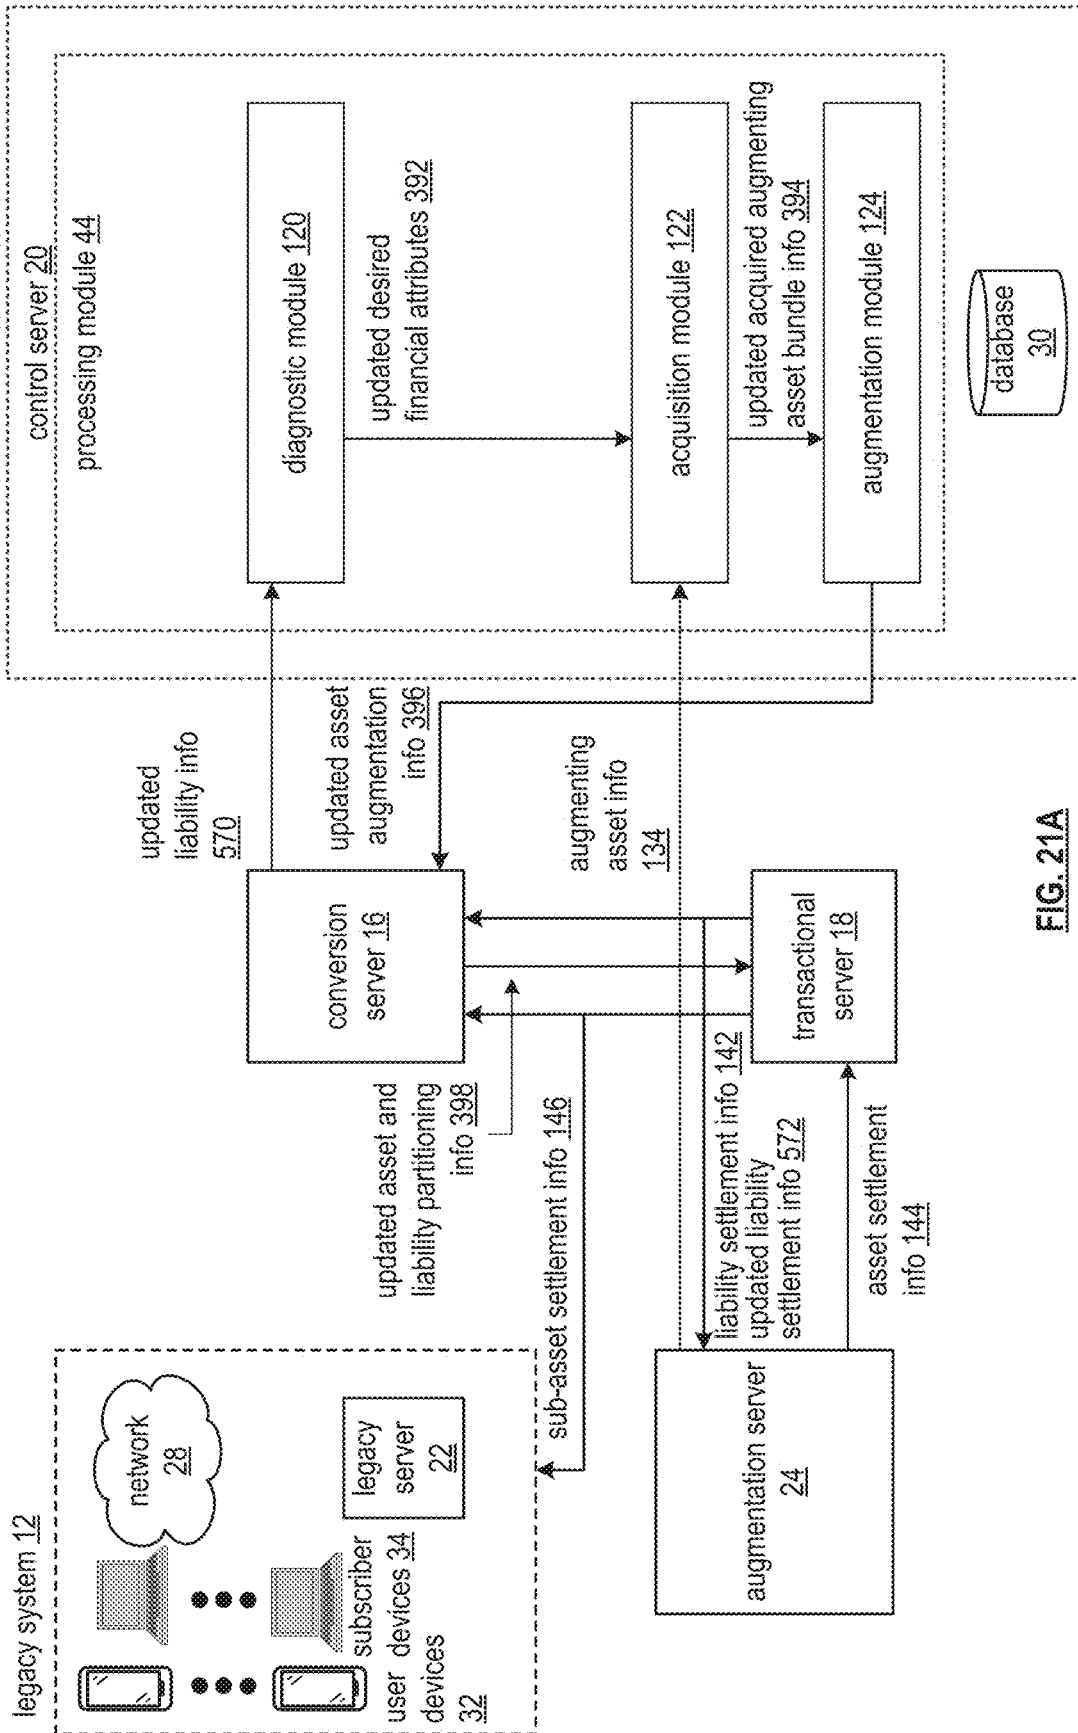 legacy system 12
network
28
legacy
server
22
subscriber
devices 34
user
devices
32
control server 20
processing module 44
diagnostic module 120
updated desired
financial attributes 392
acquisition module 122
updated acquired augmenting
asset bundle info 394
augmentation module 124
database
30
updated
liability info
570
updated asset
augmentation
info 396
conversion
server 16
augmenting
asset info
134
updated asset and
liability partitioning
info 398
sub-asset settlement info 146
liability settlement info 142
updated liability
settlement info 572
transactional
server 18
asset settlement
info 144
augmentation server
24
FIG. 21A